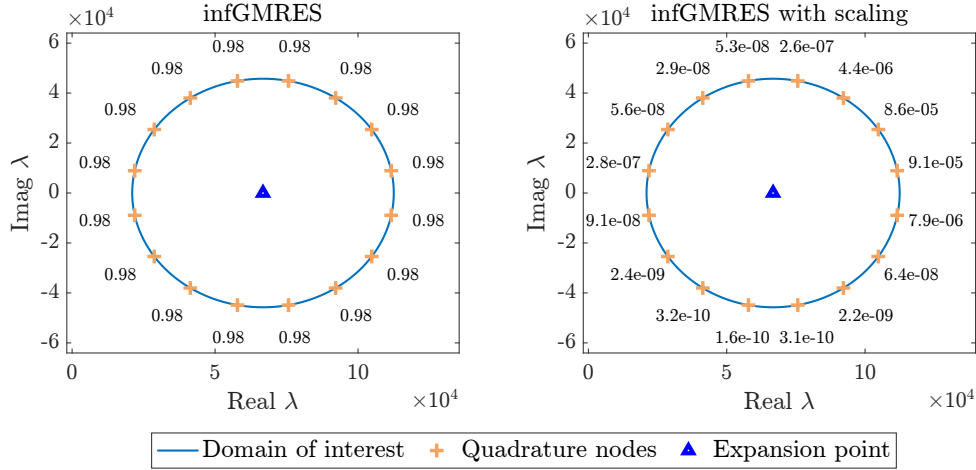 infGMRES
×10⁴
0.98 0.98
6
0.98 0.98
4
0.98 0.98
2
0.98 0.98
0
0.98 0.98
-2
0.98 0.98
-4
0.98 0.98
0.98 0.98
-6
Imag λ
0 5 10
Real λ
×10⁴
infGMRES with scaling
×10⁴
5.3e-08 2.6e-07
6
2.9e-08 4.4e-06
4
5.6e-08 8.6e-05
2
2.8e-07 9.1e-05
0
9.1e-08 7.9e-06
-2
2.4e-09 6.4e-08
-4
3.2e-10 2.2e-09
1.6e-10 3.1e-10
-6
Imag λ
0 5 10
Real λ
×10⁴
Domain of interest Quadrature nodes Expansion point